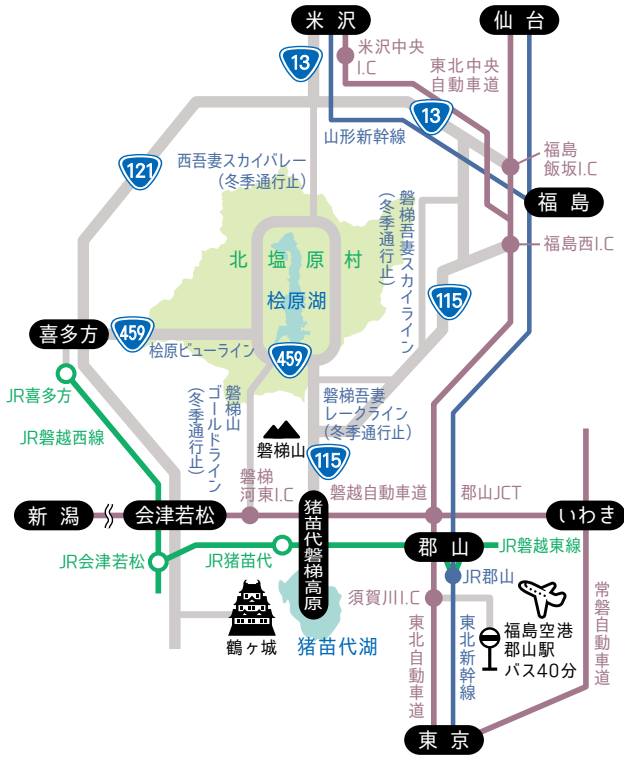 米沢
仙台
13
米沢中央
I.C
東北中央
自動車道
13
山形新幹線
福島
飯坂I.C
121
西吾妻スカイバレー
(冬季通行止)
磐梯吾妻スカイライン
(冬季通行止)
福島
福島西I.C
北塩原村
桧原湖
115
喜多方
459
桧原ビューライン
459
JR喜多方
JR磐越西線
磐梯山
ゴールドライン
(冬季通行止)
磐梯吾妻
レークライン
(冬季通行止)
磐梯山
115
磐梯
河東I.C
磐越自動車道
郡山JCT
新潟
会津若松
猪苗代磐梯高原
いわき
JR会津若松
JR猪苗代
郡山
JR磐越東線
JR郡山
須賀川I.C
鶴ヶ城
猪苗代湖
東北自動車道
東北新幹線
福島空港
郡山駅
バス40分
常磐自動車道
東京